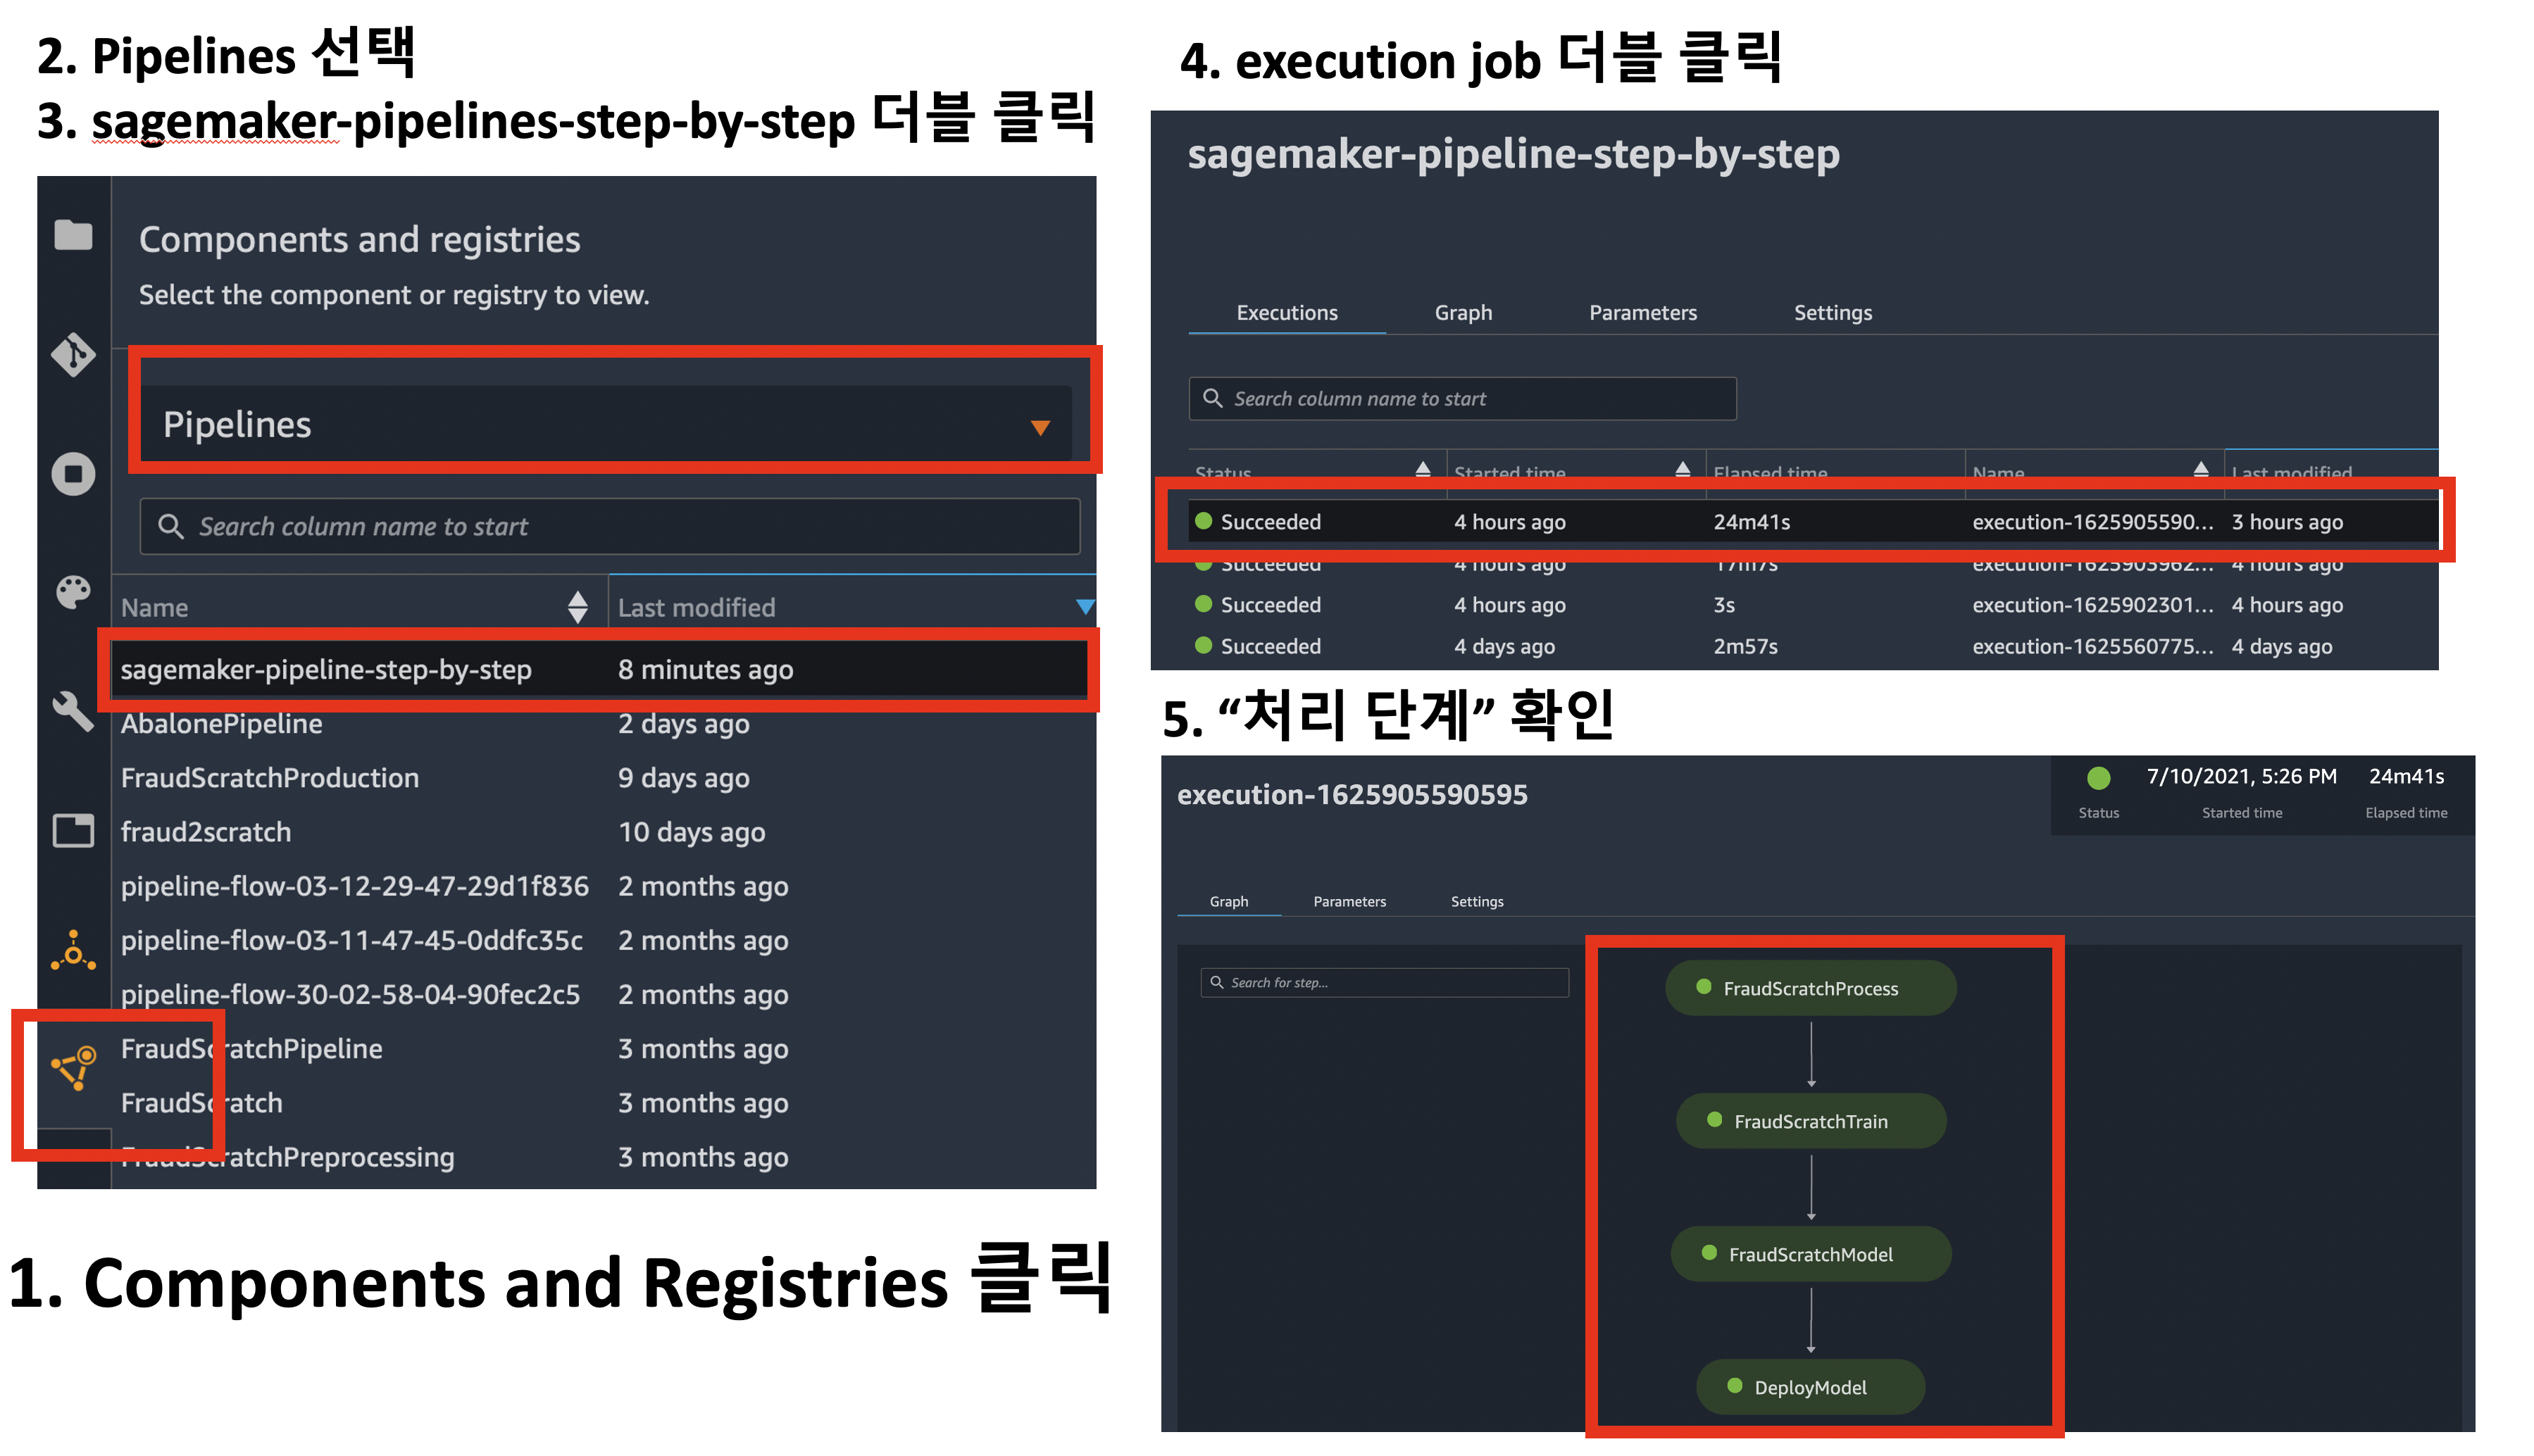 2. Pipelines 선택
3. sagemaker-pipelines-step-by-step 더블 클릭
Components and registries
Select the component or registry to view.
Pipelines
Search column name to start
Name Last modified
sagemaker-pipeline-step-by-step 8 minutes ago
AbalonePipeline 2 days ago
FraudScratchProduction 9 days ago
fraud2scratch 10 days ago
pipeline-flow-03-12-29-47-29d1f836 2 months ago
pipeline-flow-03-11-47-45-0ddfc35c 2 months ago
pipeline-flow-30-02-58-04-90fec2c5 2 months ago
FraudScratchPipeline 3 months ago
FraudScratch 3 months ago
FraudScratchPreprocessing 3 months ago
1. Components and Registries 클릭
4. execution job 더블 클릭
sagemaker-pipeline-step-by-step
Executions Graph Parameters Settings
Search column name to start
Status Started time Elapsed time Name Last modified
Succeeded 4 hours ago 24m41s execution-1625905590... 3 hours ago
Succeeded 4 hours ago 17m7s execution-1625903962... 4 hours ago
Succeeded 4 hours ago 3s execution-1625902301... 4 hours ago
Succeeded 4 days ago 2m57s execution-1625560775... 4 days ago
5. “처리 단계” 확인
execution-1625905590595
7/10/2021, 5:26 PM 24m41s
Status Started time Elapsed time
Graph Parameters Settings
Search for step...
FraudScratchProcess
FraudScratchTrain
FraudScratchModel
DeployModel